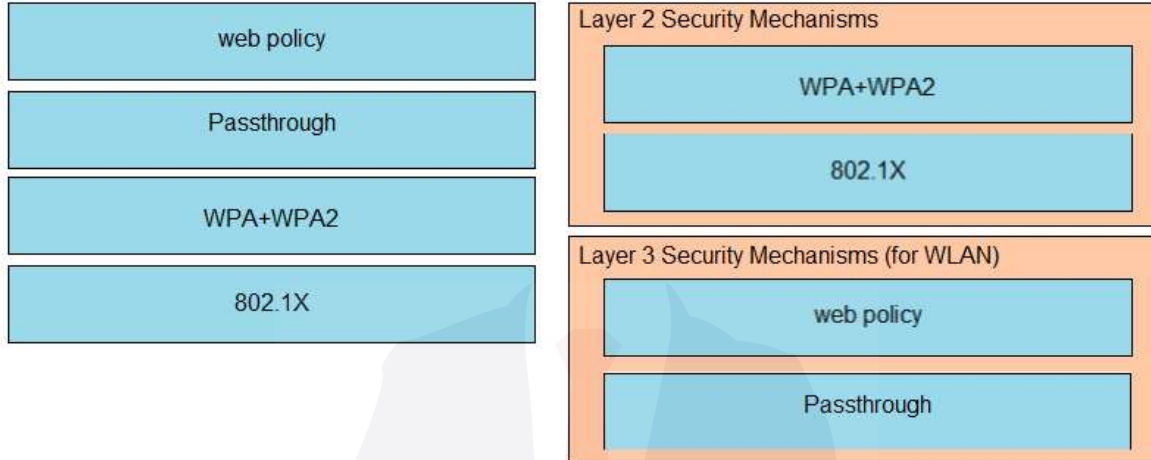 web policy
Passthrough
WPA+WPA2
802.1X
Layer 2 Security Mechanisms
WPA+WPA2
802.1X
Layer 3 Security Mechanisms (for WLAN)
web policy
Passthrough